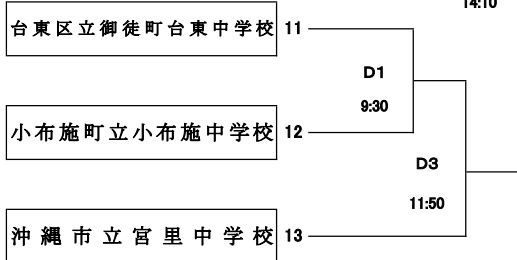 14:10
台東区立御徒町台東中学校 11
D1
9:30
小布施町立小布施中学校 12
D3
11:50
沖縄市立宮里中学校 13